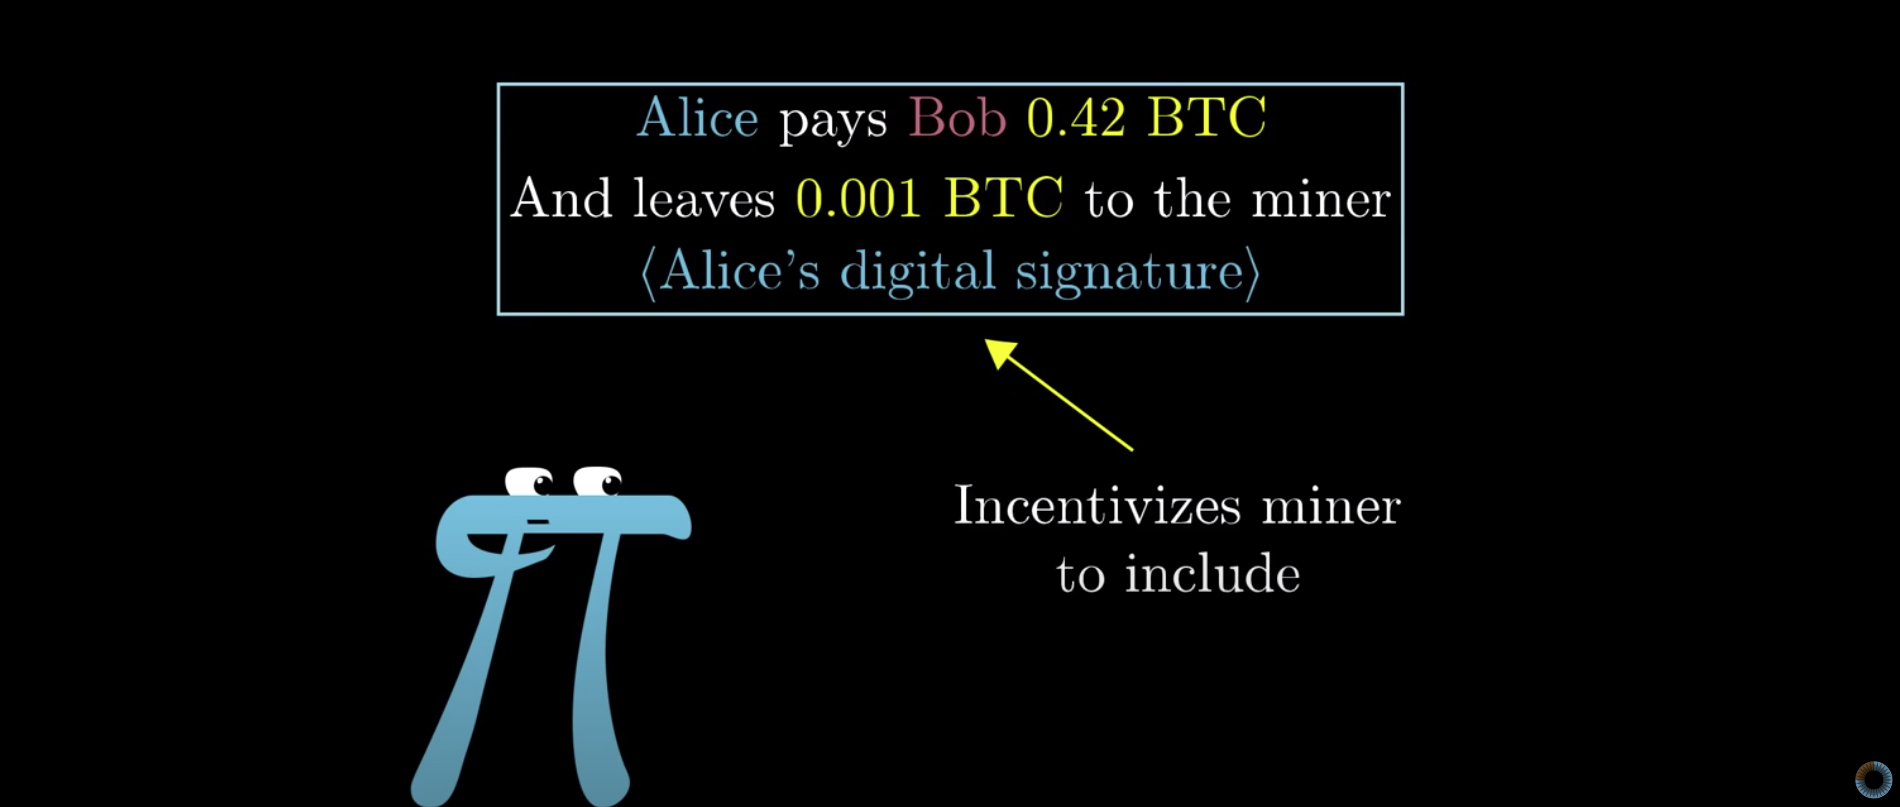 Alice pays Bob 0.42 BTC
And leaves 0.001 BTC to the miner
⟨Alice’s digital signature⟩
Incentivizes miner
to include